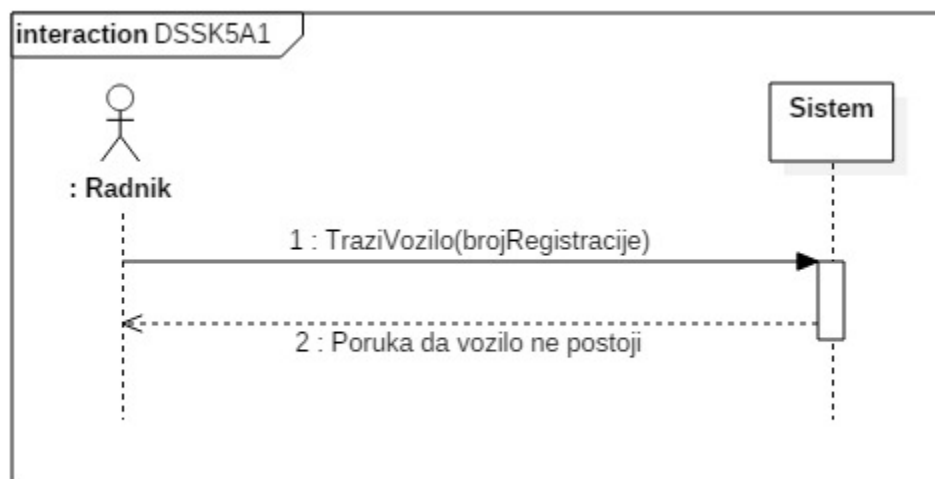 interaction DSSK5A1
Sistem
: Radnik
1 : TraziVozilo(brojRegistracije)
2 : Poruka da vozilo ne postoji